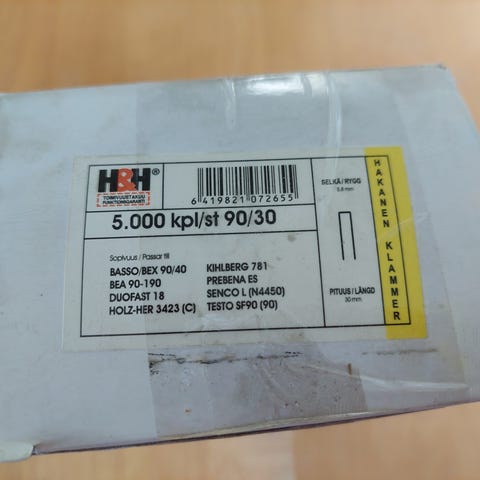 H&H®
TOIMIVUUSTAKUU
FUNKTIONSGARANTI
6 419821 072655
5.000 kpl/st 90/30
Sopivuus / Passar till
BASSO/BEX 90/40
BEA 90-190
DUOFAST 18
HOLZ-HER 3423 (C)
KIHLBERG 781
PREBENA ES
SENCO L (N4450)
TESTO SF90 (90)
SELKÄ / RYGG
5,8 mm
PITUUS / LÄNGD
30 mm
HAKANEN KLAMMER